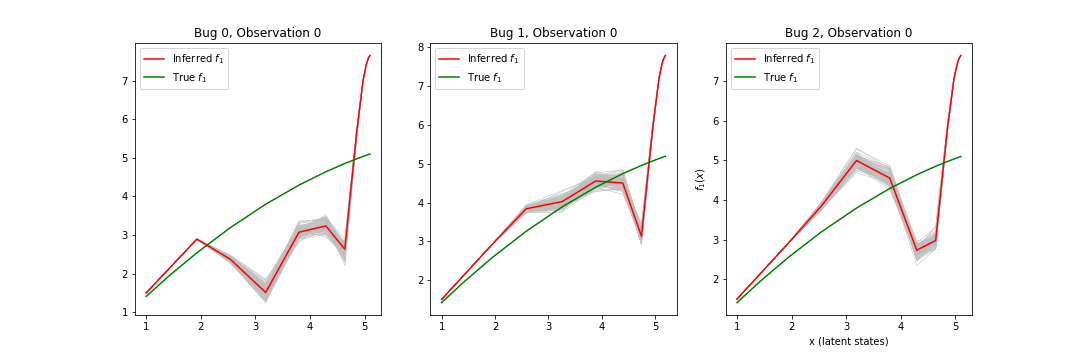 Bug 0, Observation 0
Inferred f₁
True f₁
7
6
5
4
3
2
1
1 2 3 4 5
Bug 1, Observation 0
Inferred f₁
True f₁
8
7
6
5
4
3
2
1 2 3 4 5
Bug 2, Observation 0
Inferred f₁
True f₁
f₁(x)
7
6
5
4
3
2
1 2 3 4 5
x (latent states)